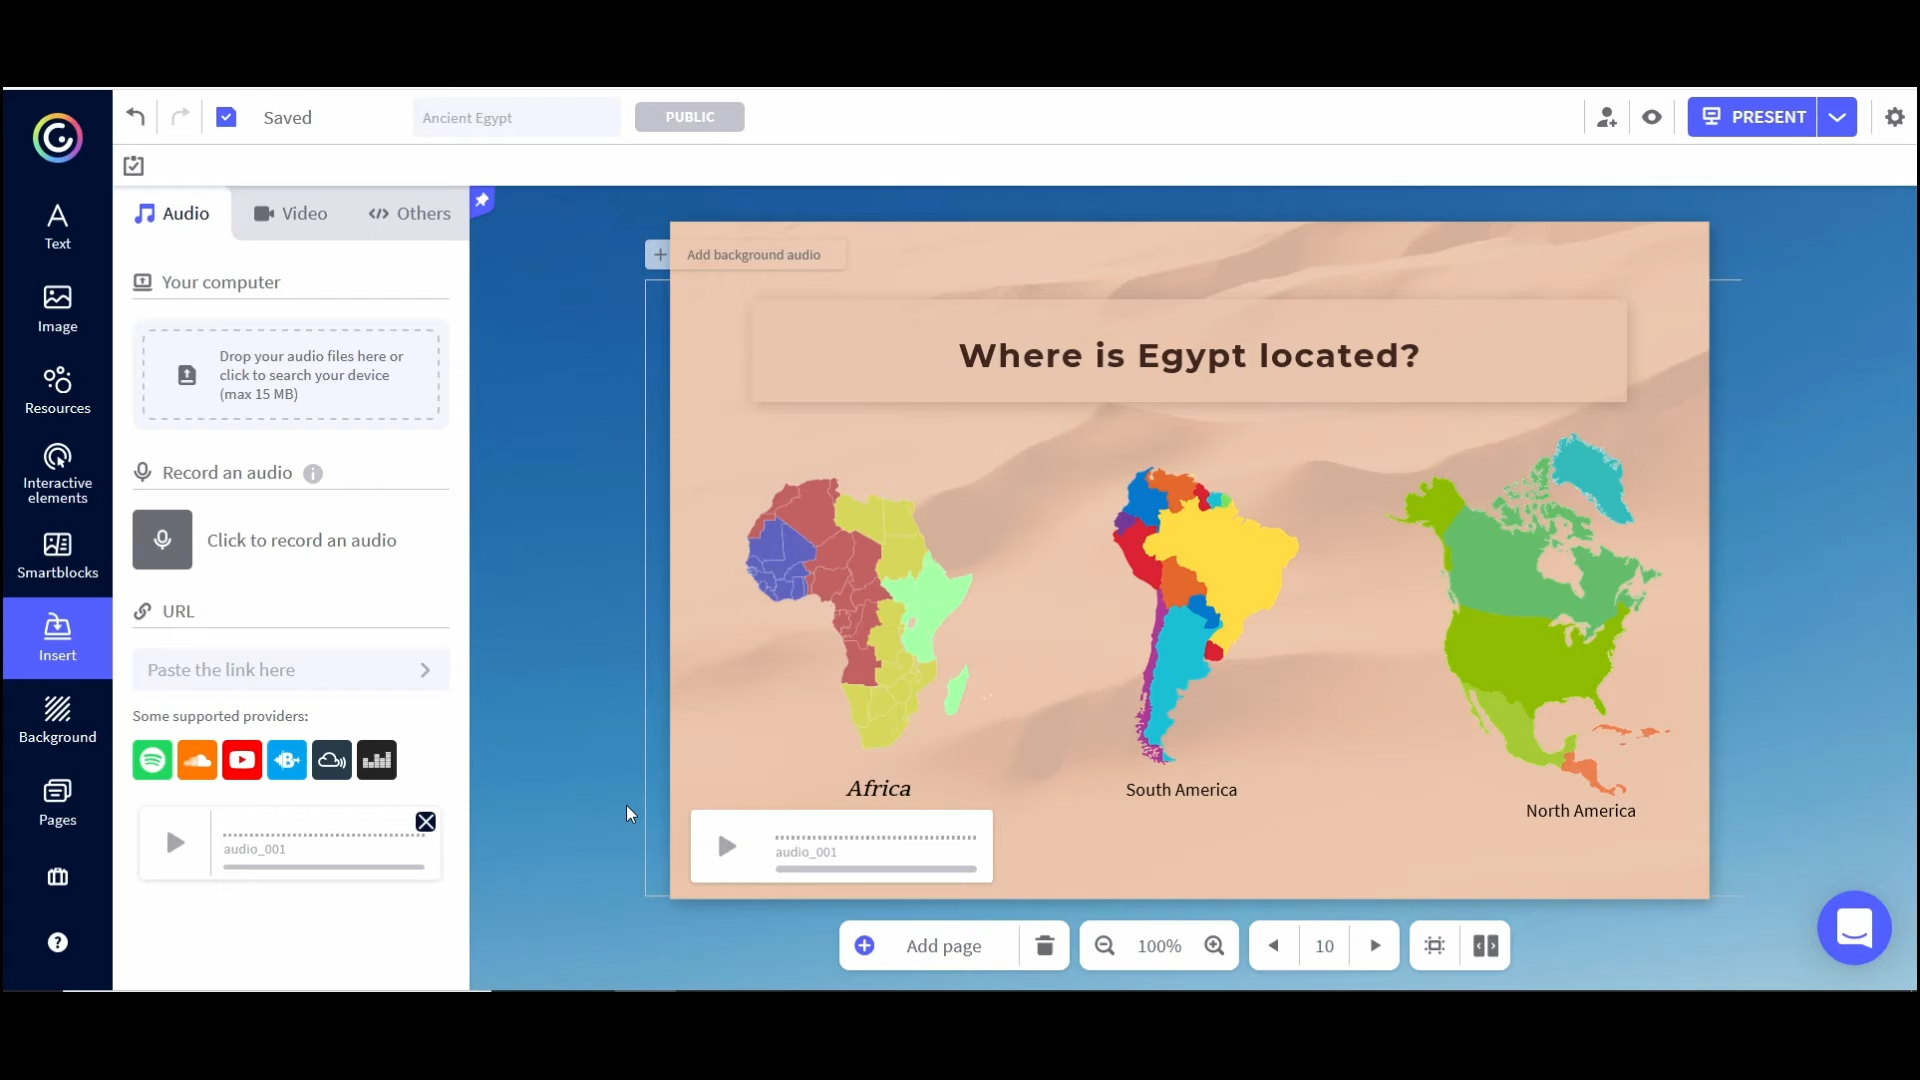 Saved
Ancient Egypt
PUBLIC
PRESENT
Text
Image
Resources
Interactive
elements
Smartblocks
Insert
Background
Pages
Audio
Video
Others
Your computer
Drop your audio files here or
click to search your device
(max 15 MB)
Record an audio
Click to record an audio
URL
Paste the link here
Some supported providers:
audio_001
Add background audio
Where is Egypt located?
Africa
South America
North America
audio_001
Add page
100%
10